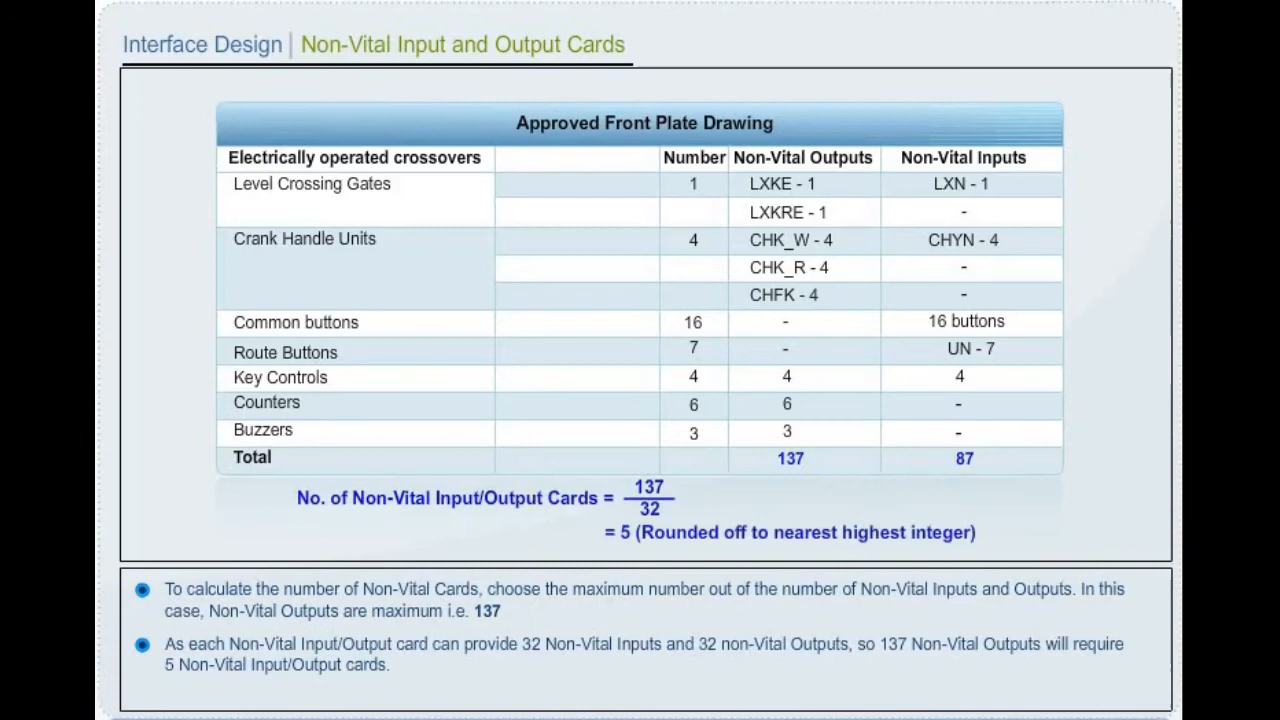 Interface Design | Non-Vital Input and Output Cards
Approved Front Plate Drawing
Electrically operated crossovers Number Non-Vital Outputs Non-Vital Inputs
Level Crossing Gates 1 LXKE - 1 LXN - 1
LXKRE - 1 -
Crank Handle Units 4 CHK_W - 4 CHYN - 4
CHK_R - 4 -
CHFK - 4 -
Common buttons 16 - 16 buttons
Route Buttons 7 - UN - 7
Key Controls 4 4 4
Counters 6 6 -
Buzzers 3 3 -
Total 137 87
No. of Non-Vital Input/Output Cards = 137
32
= 5 (Rounded off to nearest highest integer)
To calculate the number of Non-Vital Cards, choose the maximum number out of the number of Non-Vital Inputs and Outputs. In this
case, Non-Vital Outputs are maximum i.e. 137
As each Non-Vital Input/Output card can provide 32 Non-Vital Inputs and 32 non-Vital Outputs, so 137 Non-Vital Outputs will require
5 Non-Vital Input/Output cards.